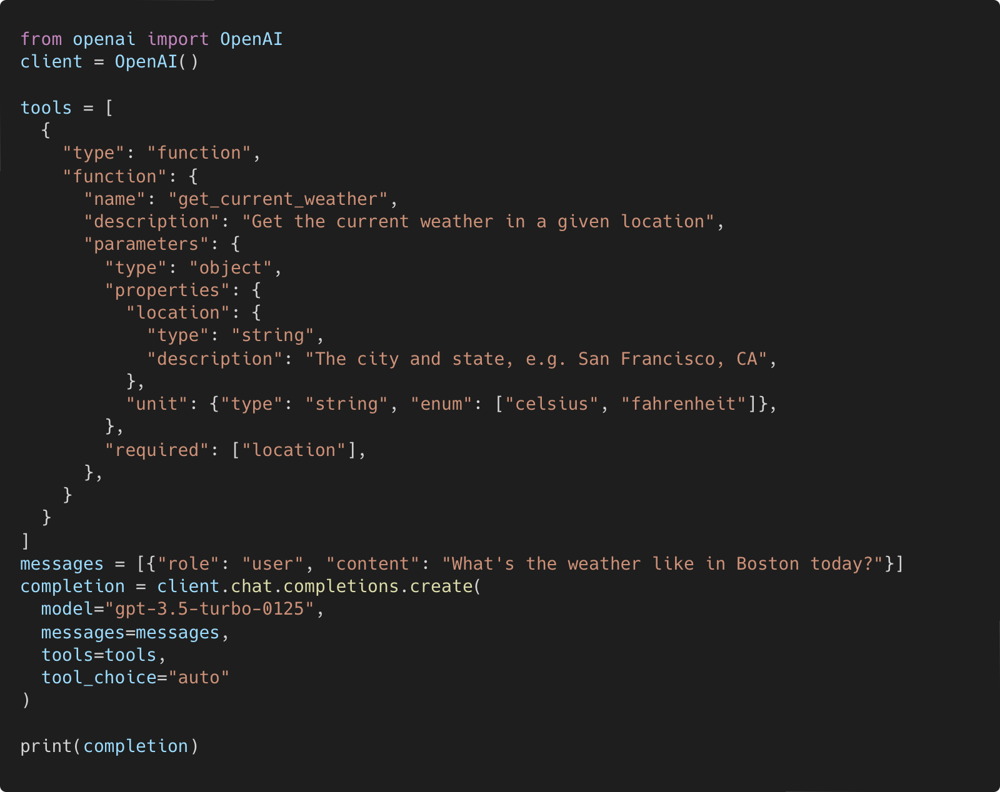 from openai import OpenAI
client = OpenAI()

tools = [
  {
    "type": "function",
    "function": {
      "name": "get_current_weather",
      "description": "Get the current weather in a given location",
      "parameters": {
        "type": "object",
        "properties": {
          "location": {
            "type": "string",
            "description": "The city and state, e.g. San Francisco, CA",
          },
          "unit": {"type": "string", "enum": ["celsius", "fahrenheit"]},
        },
        "required": ["location"],
      },
    }
  }
]
messages = [{"role": "user", "content": "What's the weather like in Boston today?"}]
completion = client.chat.completions.create(
  model="gpt-3.5-turbo-0125",
  messages=messages,
  tools=tools,
  tool_choice="auto"
)

print(completion)